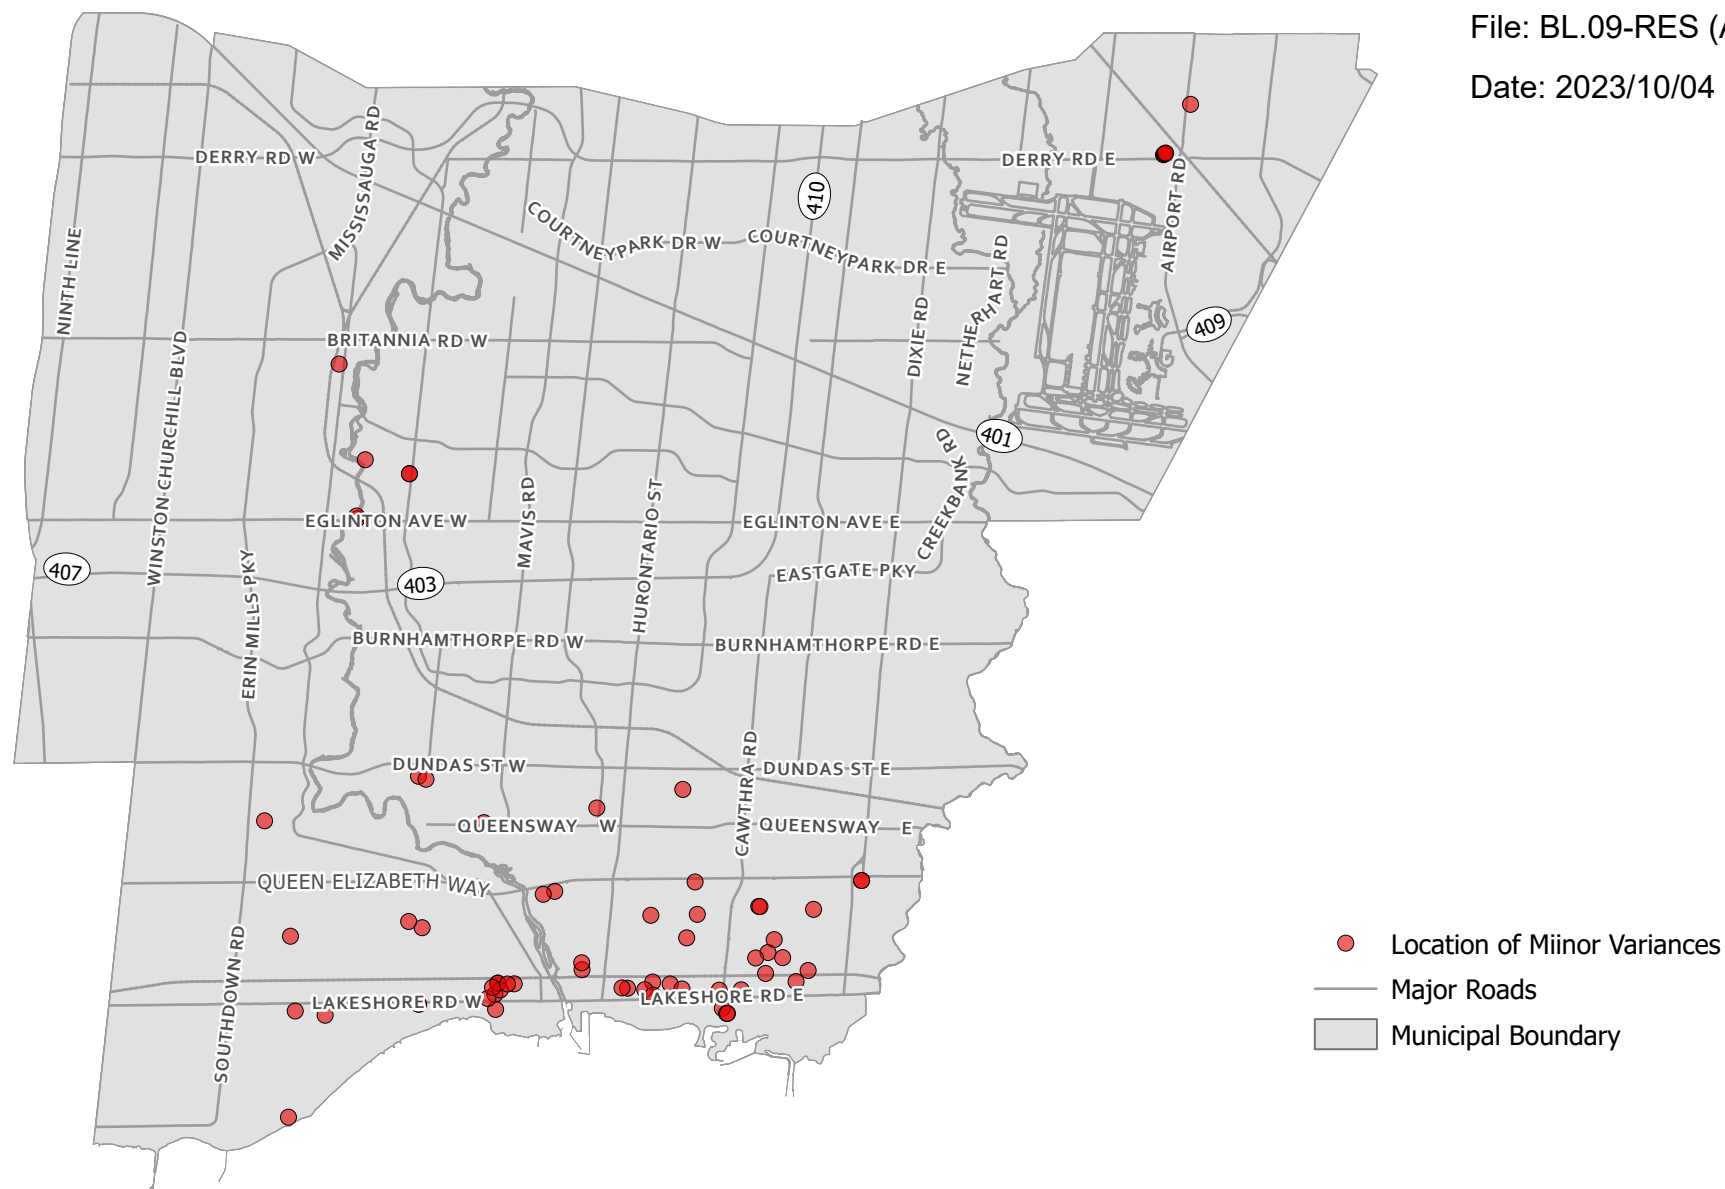 File: BL.09-RES (A
Date: 2023/10/04
DERRY RD W
MISSISSAUGA RD
DERRY RD E
410
AIRPORT RD
COURTNEYPARK DR W
COURTNEYPARK DR E
NINTH LINE
NETHERHART RD
DIXIE RD
409
BRITANNIA RD W
WINSTON CHURCHILL BLVD
401
CREEKBANK RD
MAVIS RD
HURONTARIO ST
EGLINTON AVE W
EGLINTON AVE E
407
403
EASTGATE PKY
ERIN MILLS PKY
BURNHAMTHORPE RD W
BURNHAMTHORPE RD E
DUNDAS ST W
CAWTHRA RD
DUNDAS ST E
QUEENSWAY W
QUEENSWAY E
QUEEN ELIZABETH WAY
SOUTHDOWN RD
LAKESHORE RD W
LAKESHORE RD E
Location of Miinor Variances
Major Roads
Municipal Boundary